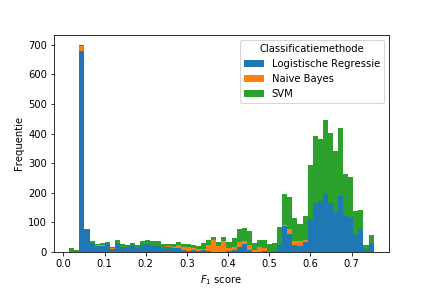 Classificatiemethode
Logistische Regressie
Naive Bayes
SVM
Frequentie
700
600
500
400
300
200
100
0
0.0 0.1 0.2 0.3 0.4 0.5 0.6 0.7
F₁ score